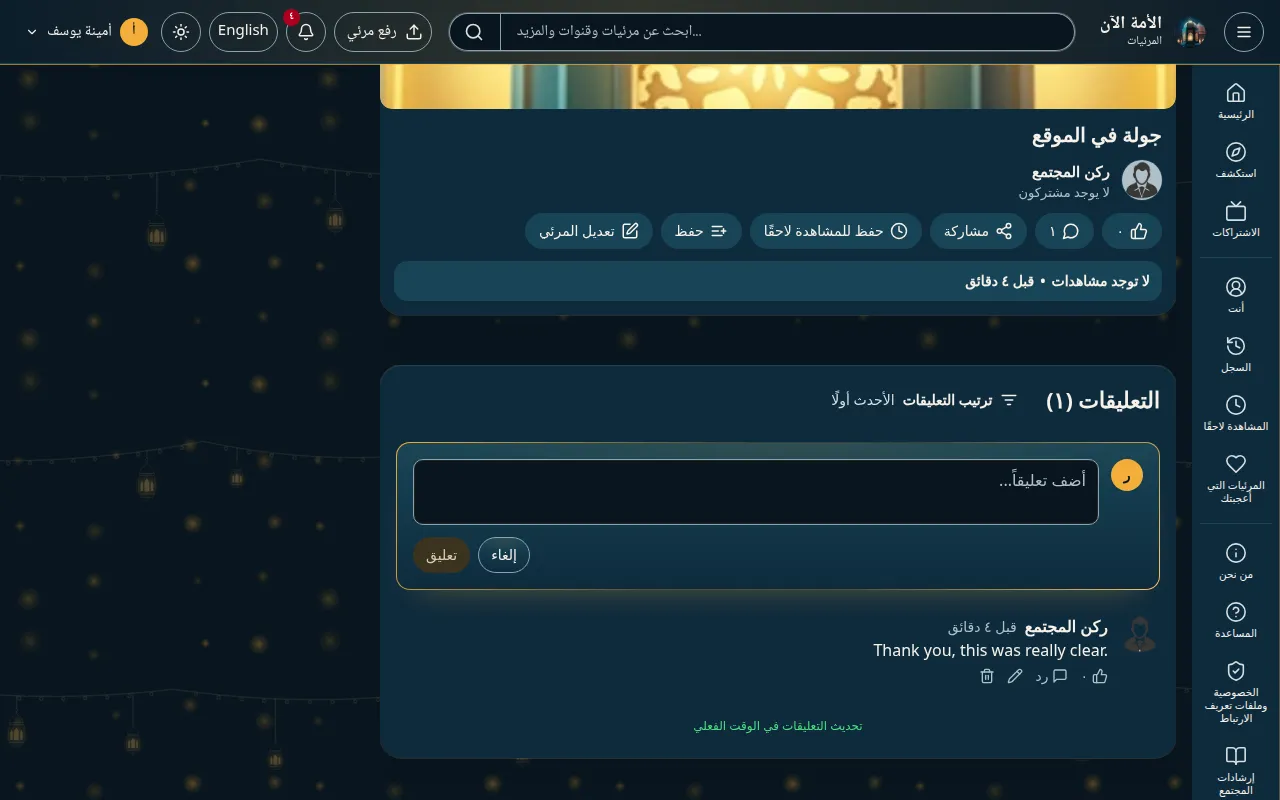 الأمة الآن
المرئيات
ابحث عن مرئيات وقنوات والمزيد...
رفع مرئي
٤
English
أ
أمينة يوسف
الرئيسية
استكشف
الاشتراكات
أنت
السجل
المشاهدة لاحقًا
المرئيات التي
أعجبتك
من نحن
المساعدة
الخصوصية
وملفات تعريف
الارتباط
إرشادات
المجتمع
جولة في الموقع
ركن المجتمع
لا يوجد مشتركون
٠
١
مشاركة
حفظ للمشاهدة لاحقًا
حفظ
تعديل المرئي
لا توجد مشاهدات • قبل ٤ دقائق
التعليقات (١)
ترتيب التعليقات الأحدث أولًا
ر
أضف تعليقاً...
إلغاء
تعليق
ركن المجتمع قبل ٤ دقائق
Thank you, this was really clear.
٠ رد
تحديث التعليقات في الوقت الفعلي